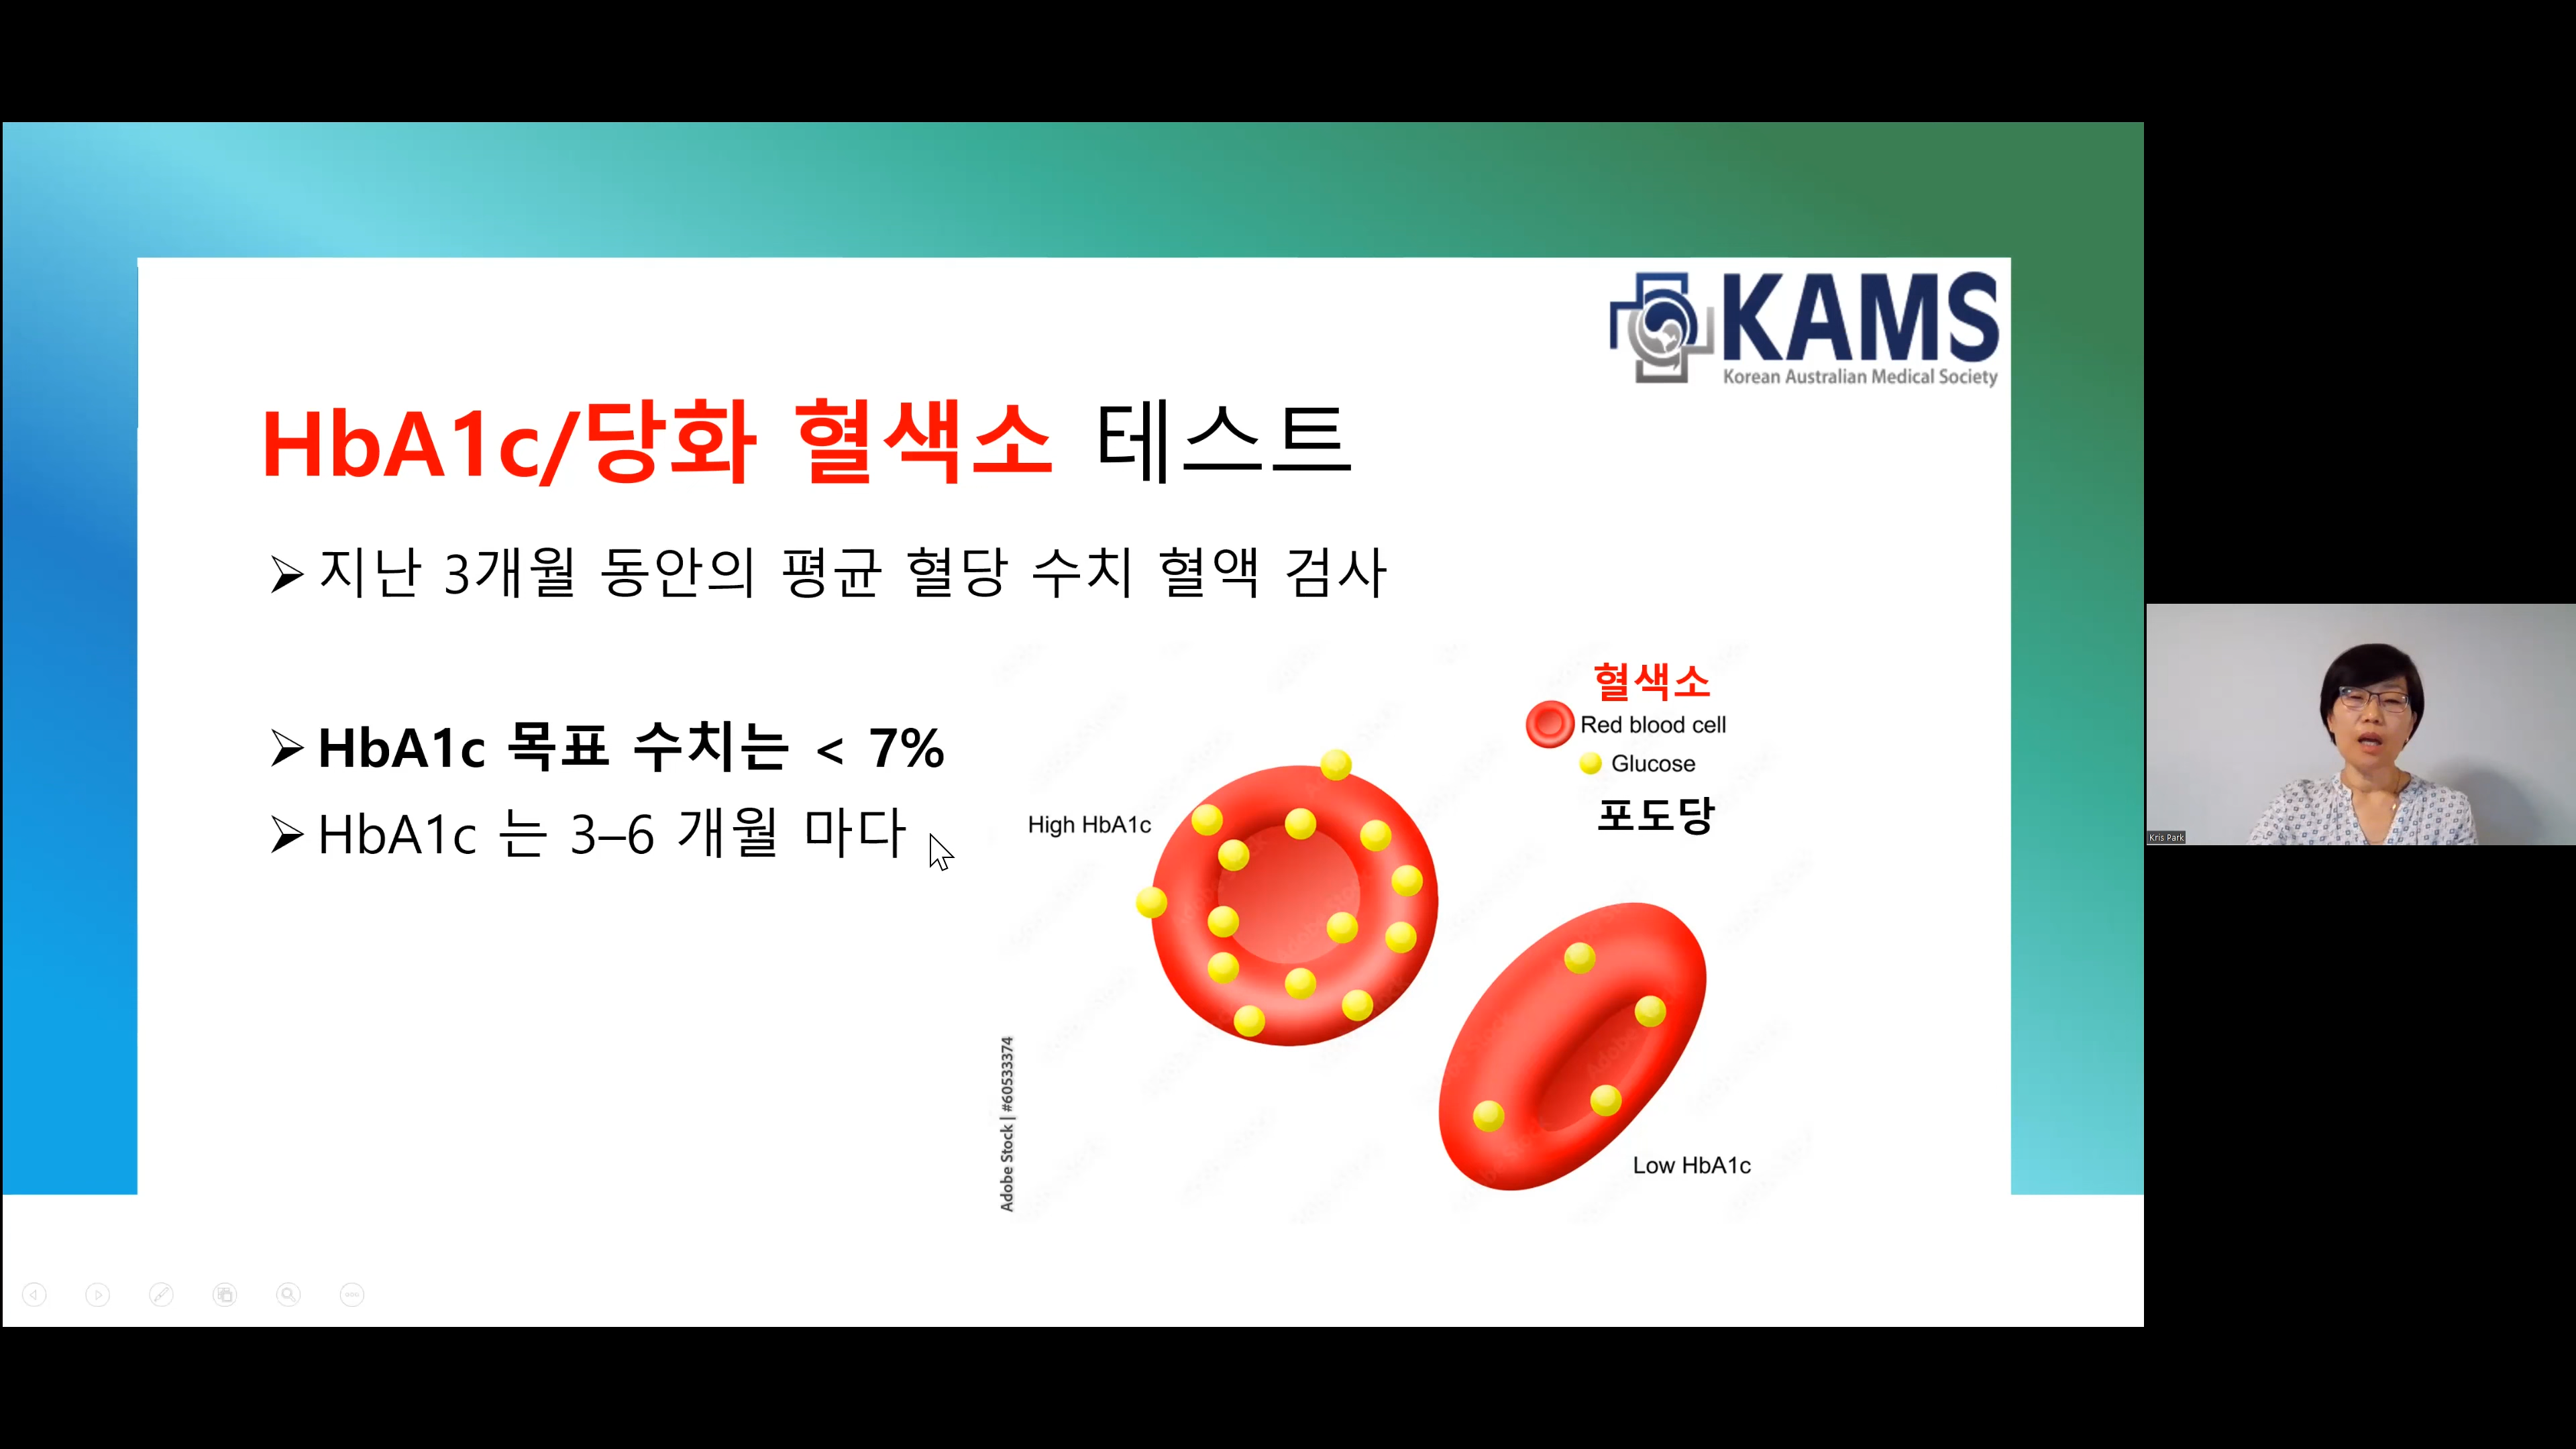 KAMS
Korean Australian Medical Society
HbA1c/당화 혈색소 테스트
➢ 지난 3개월 동안의 평균 혈당 수치 혈액 검사
➢ HbA1c 목표 수치는 < 7%
➢ HbA1c 는 3–6 개월 마다
혈색소
Red blood cell
Glucose
포도당
High HbA1c
Low HbA1c
Adobe Stock | #60533374
Kris Park